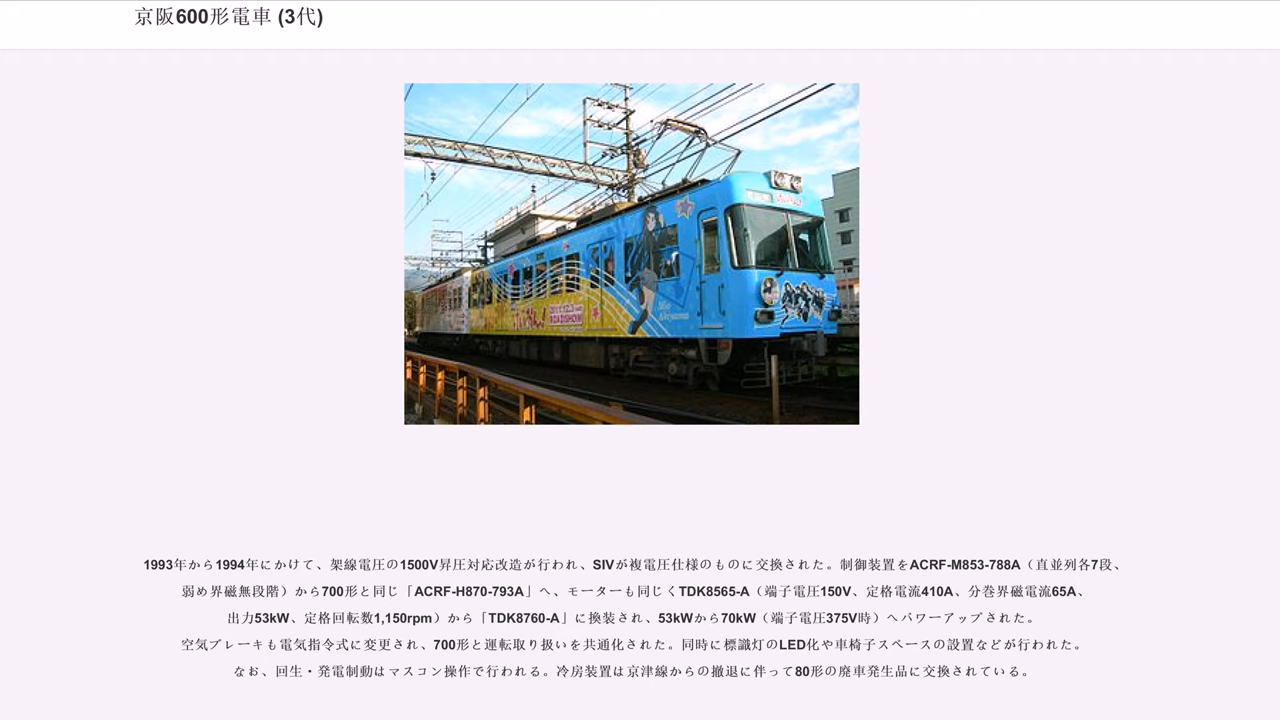 京阪600形電車 (3代)
1993年から1994年にかけて、架線電圧の1500V昇圧対応改造が行われ、SIVが複電圧仕様のものに交換された。制御装置をACRF-M853-788A（直並列各7段、
弱め界磁無段階）から700形と同じ「ACRF-H870-793A」へ、モーターも同じくTDK8565-A（端子電圧150V、定格電流410A、分巻界磁電流65A、
出力53kW、定格回転数1,150rpm）から「TDK8760-A」に換装され、53kWから70kW（端子電圧375V時）へパワーアップされた。
空気ブレーキも電気指令式に変更され、700形と運転取り扱いを共通化された。同時に標識灯のLED化や車椅子スペースの設置などが行われた。
なお、回生・発電制動はマスコン操作で行われる。冷房装置は京津線からの撤退に伴って80形の廃車発生品に交換されている。